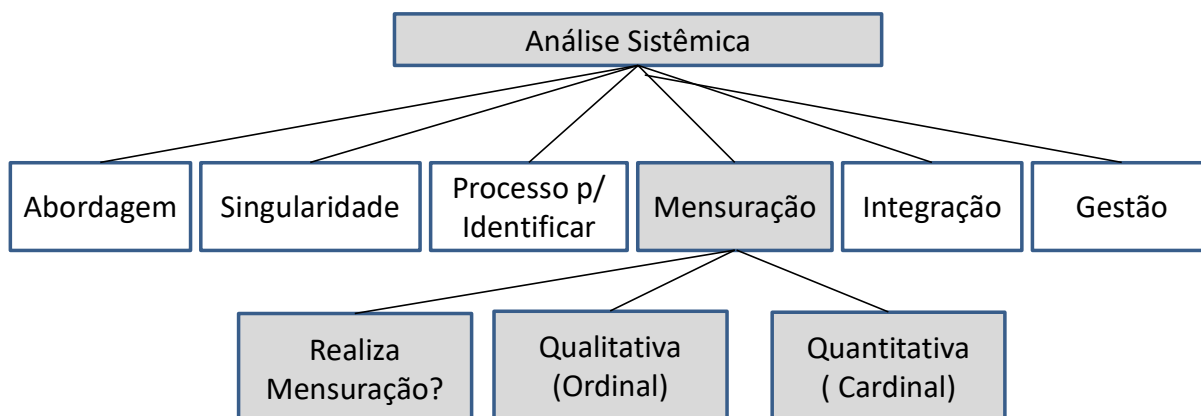 Análise Sistêmica
Abordagem
Singularidade
Processo p/
Identificar
Mensuração
Integração
Gestão
Realiza
Mensuração?
Qualitativa
(Ordinal)
Quantitativa
( Cardinal)